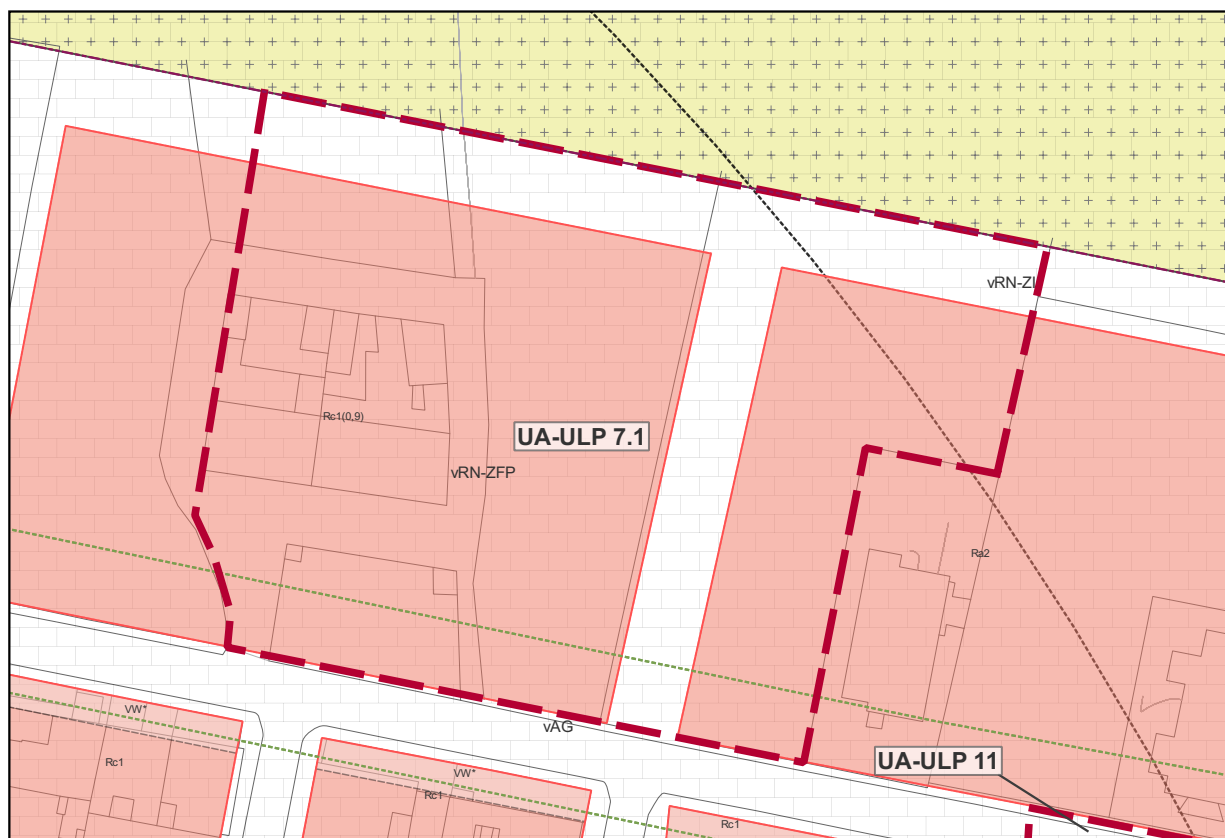 vRN-ZI
Rc1(0,9)
UA-ULP 7.1
vRN-ZFP
Ra2
VW*
vAG
Rc1
UA-ULP 11
VW*
Rc1
Rc1